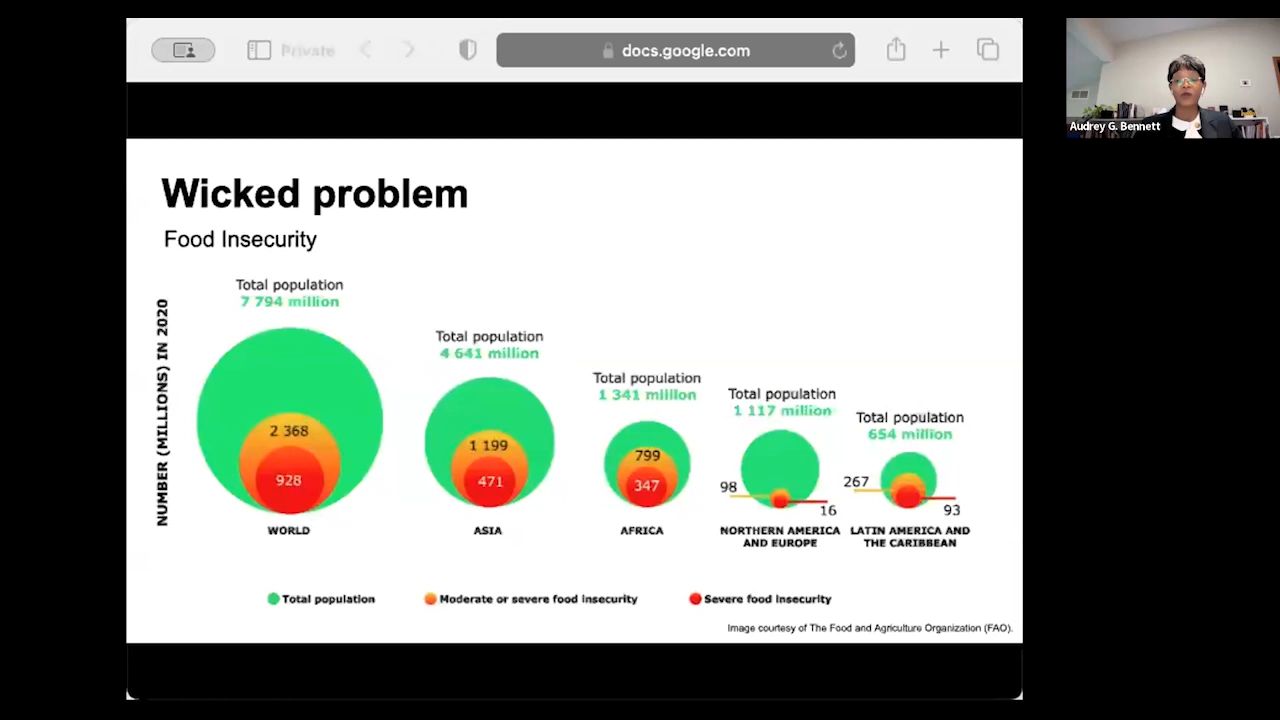 Private
docs.google.com
Audrey G. Bennett
Wicked problem
Food Insecurity
NUMBER (MILLIONS) IN 2020
Total population
7 794 million
2 368
928
WORLD
Total population
4 641 million
1 199
471
ASIA
Total population
1 341 million
799
347
AFRICA
Total population
1 117 million
98
16
NORTHERN AMERICA
AND EUROPE
Total population
654 million
267
93
LATIN AMERICA AND
THE CARIBBEAN
Total population
Moderate or severe food insecurity
Severe food insecurity
Image courtesy of The Food and Agriculture Organization (FAO).